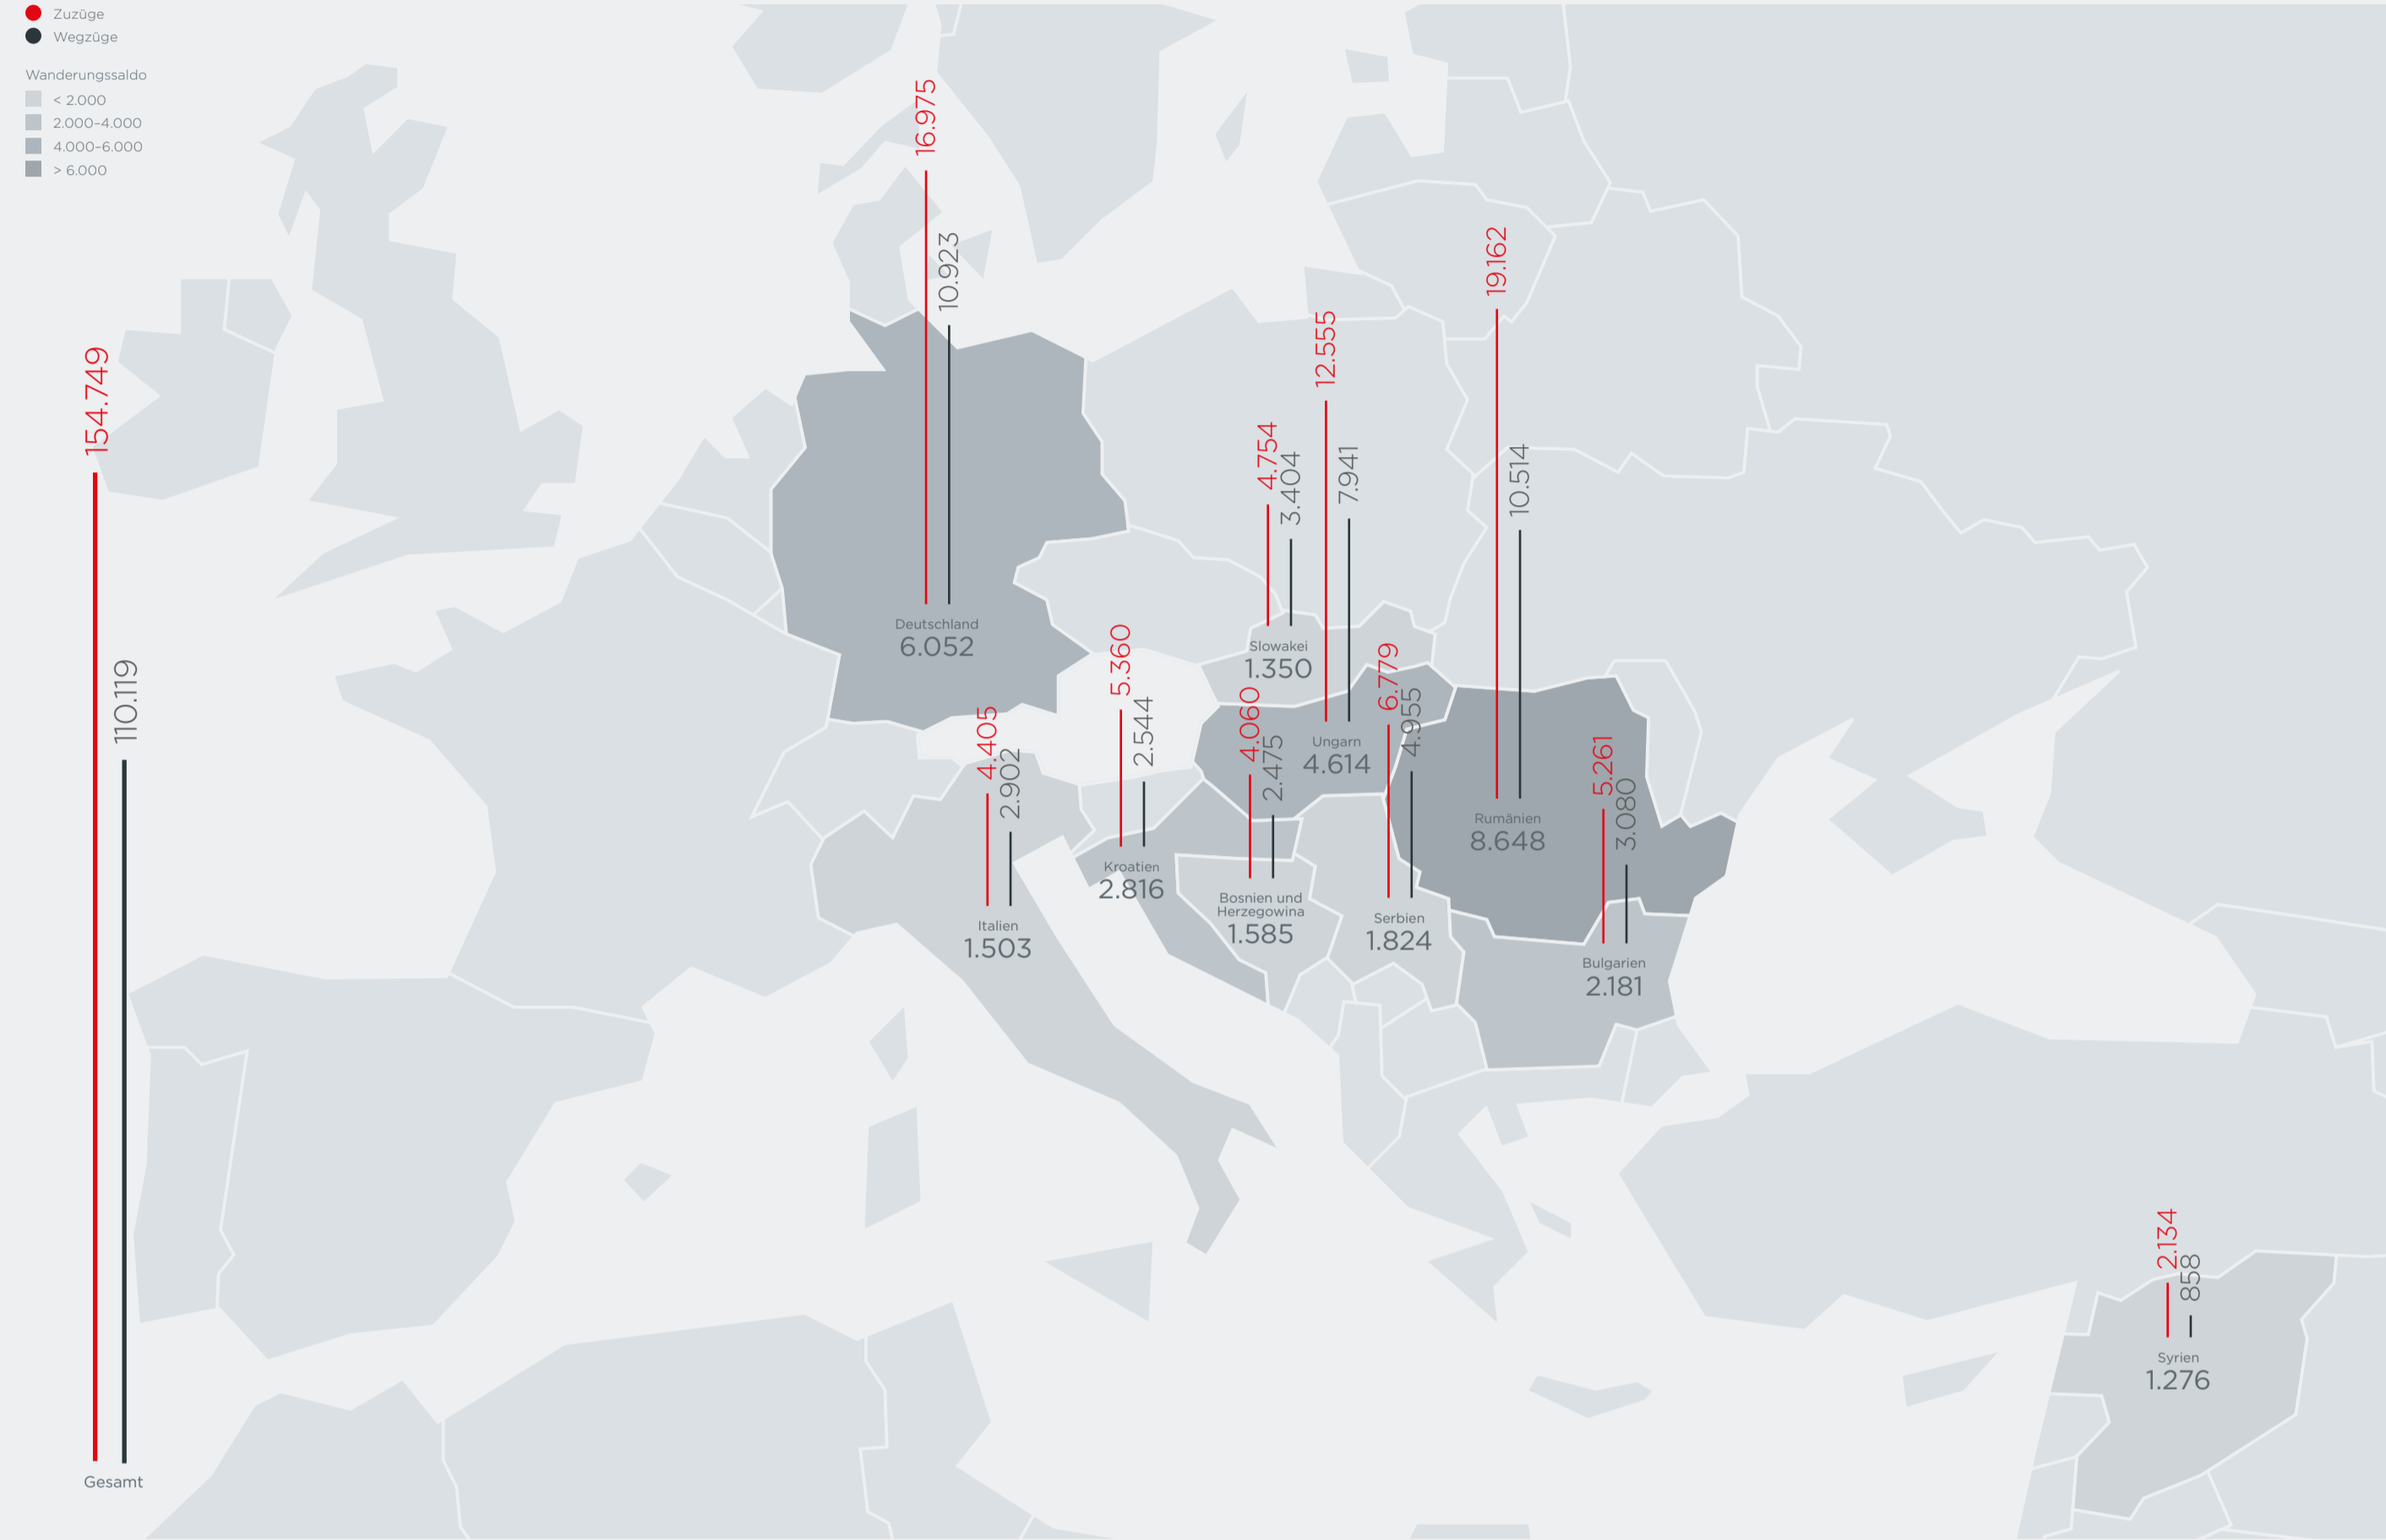 Zuzüge
Wegzüge
Wanderungssaldo
< 2.000
2.000–4.000
4.000–6.000
> 6.000
154.749
110.119
Gesamt
16.975
10.923
Deutschland
6.052
4.754
3.404
Slowakei
1.350
12.555
7.941
Ungarn
4.614
19.162
10.514
Rumänien
8.648
5.360
2.544
Kroatien
2.816
4.405
2.902
Italien
1.503
4.060
2.475
Bosnien und
Herzegowina
1.585
6.779
4.955
Serbien
1.824
5.261
3.080
Bulgarien
2.181
2.134
858
Syrien
1.276